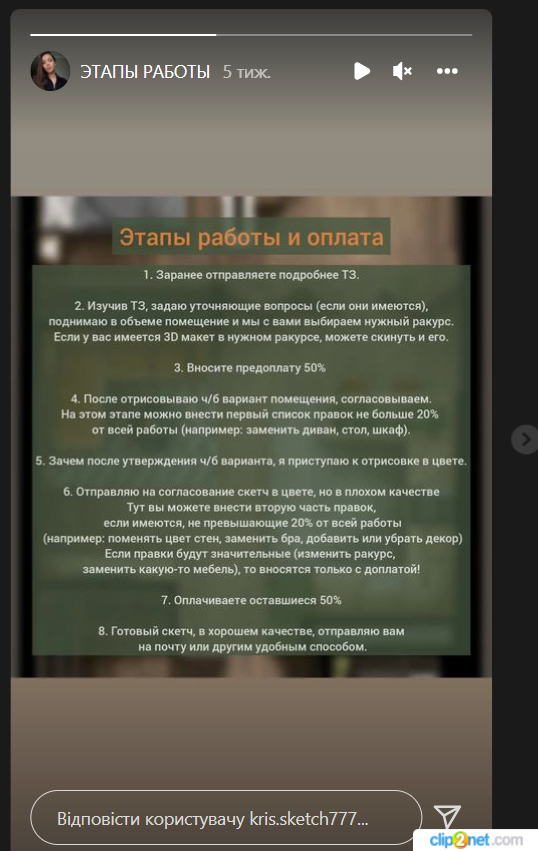 ЭТАПЫ РАБОТЫ 5 тиж.
Этапы работы и оплата
1. Заранее отправляете подробнее ТЗ.
2. Изучив ТЗ, задаю уточняющие вопросы (если они имеются),
поднимаю в объеме помещение и мы с вами выбираем нужный ракурс.
Если у вас имеется 3D макет в нужном ракурсе, можете скинуть и его.
3. Вносите предоплату 50%
4. После отрисовываю ч/б вариант помещения, согласовываем.
На этом этапе можно внести первый список правок не больше 20%
от всей работы (например: заменить диван, стол, шкаф).
5. Зачем после утверждения ч/б варианта, я приступаю к отрисовке в цвете.
6. Отправляю на согласование скетч в цвете, но в плохом качестве
Тут вы можете внести вторую часть правок,
если имеются, не превышающие 20% от всей работы
(например: поменять цвет стен, заменить бра, добавить или убрать декор)
Если правки будут значительные (изменить ракурс,
заменить какую-то мебель), то вносятся только с доплатой!
7. Оплачиваете оставшиеся 50%
8. Готовый скетч, в хорошем качестве, отправляю вам
на почту или другим удобным способом.
Відповісти користувачу kris.sketch777...
clip2net.com